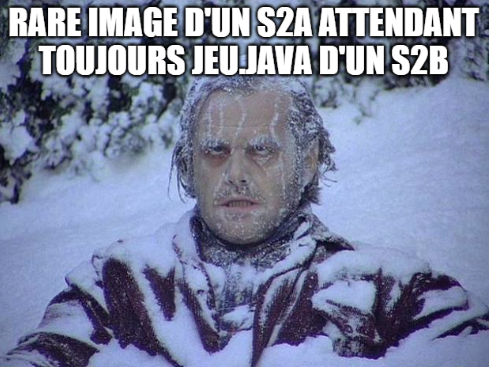 RARE IMAGE D'UN S2A ATTENDANT
TOUJOURS JEU.JAVA D'UN S2B